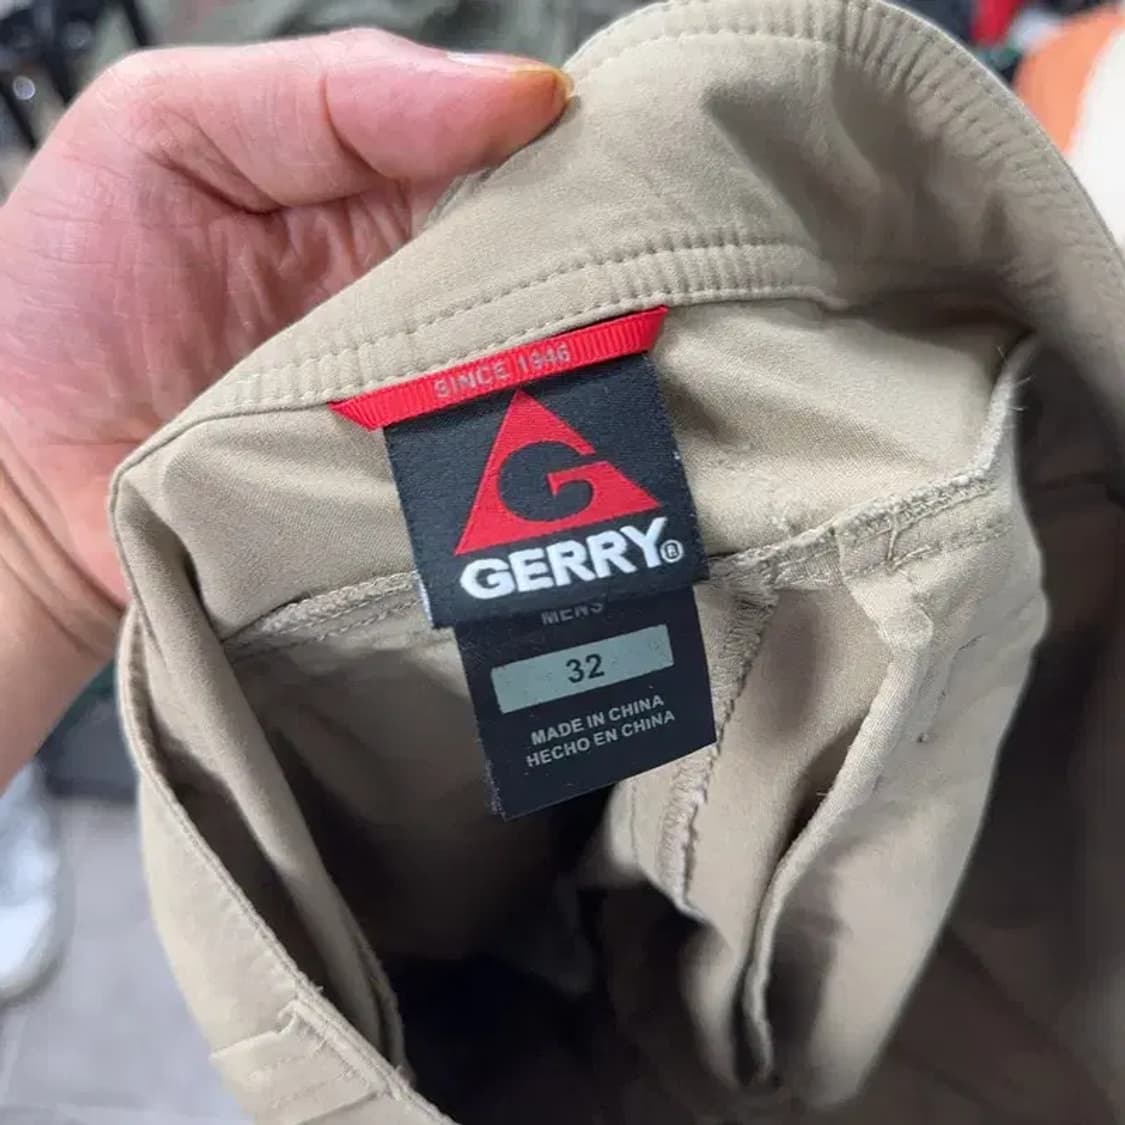 SINCE 1946
G
GERRY®
MENS
32
MADE IN CHINA
HECHO EN CHINA